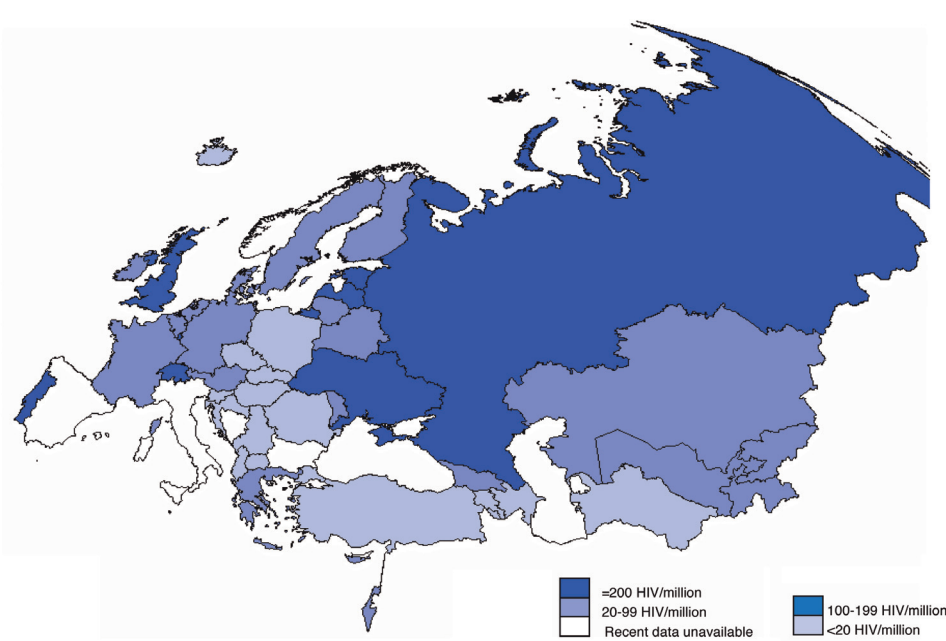 =200 HIV/million
20-99 HIV/million
Recent data unavailable
100-199 HIV/million
<20 HIV/million